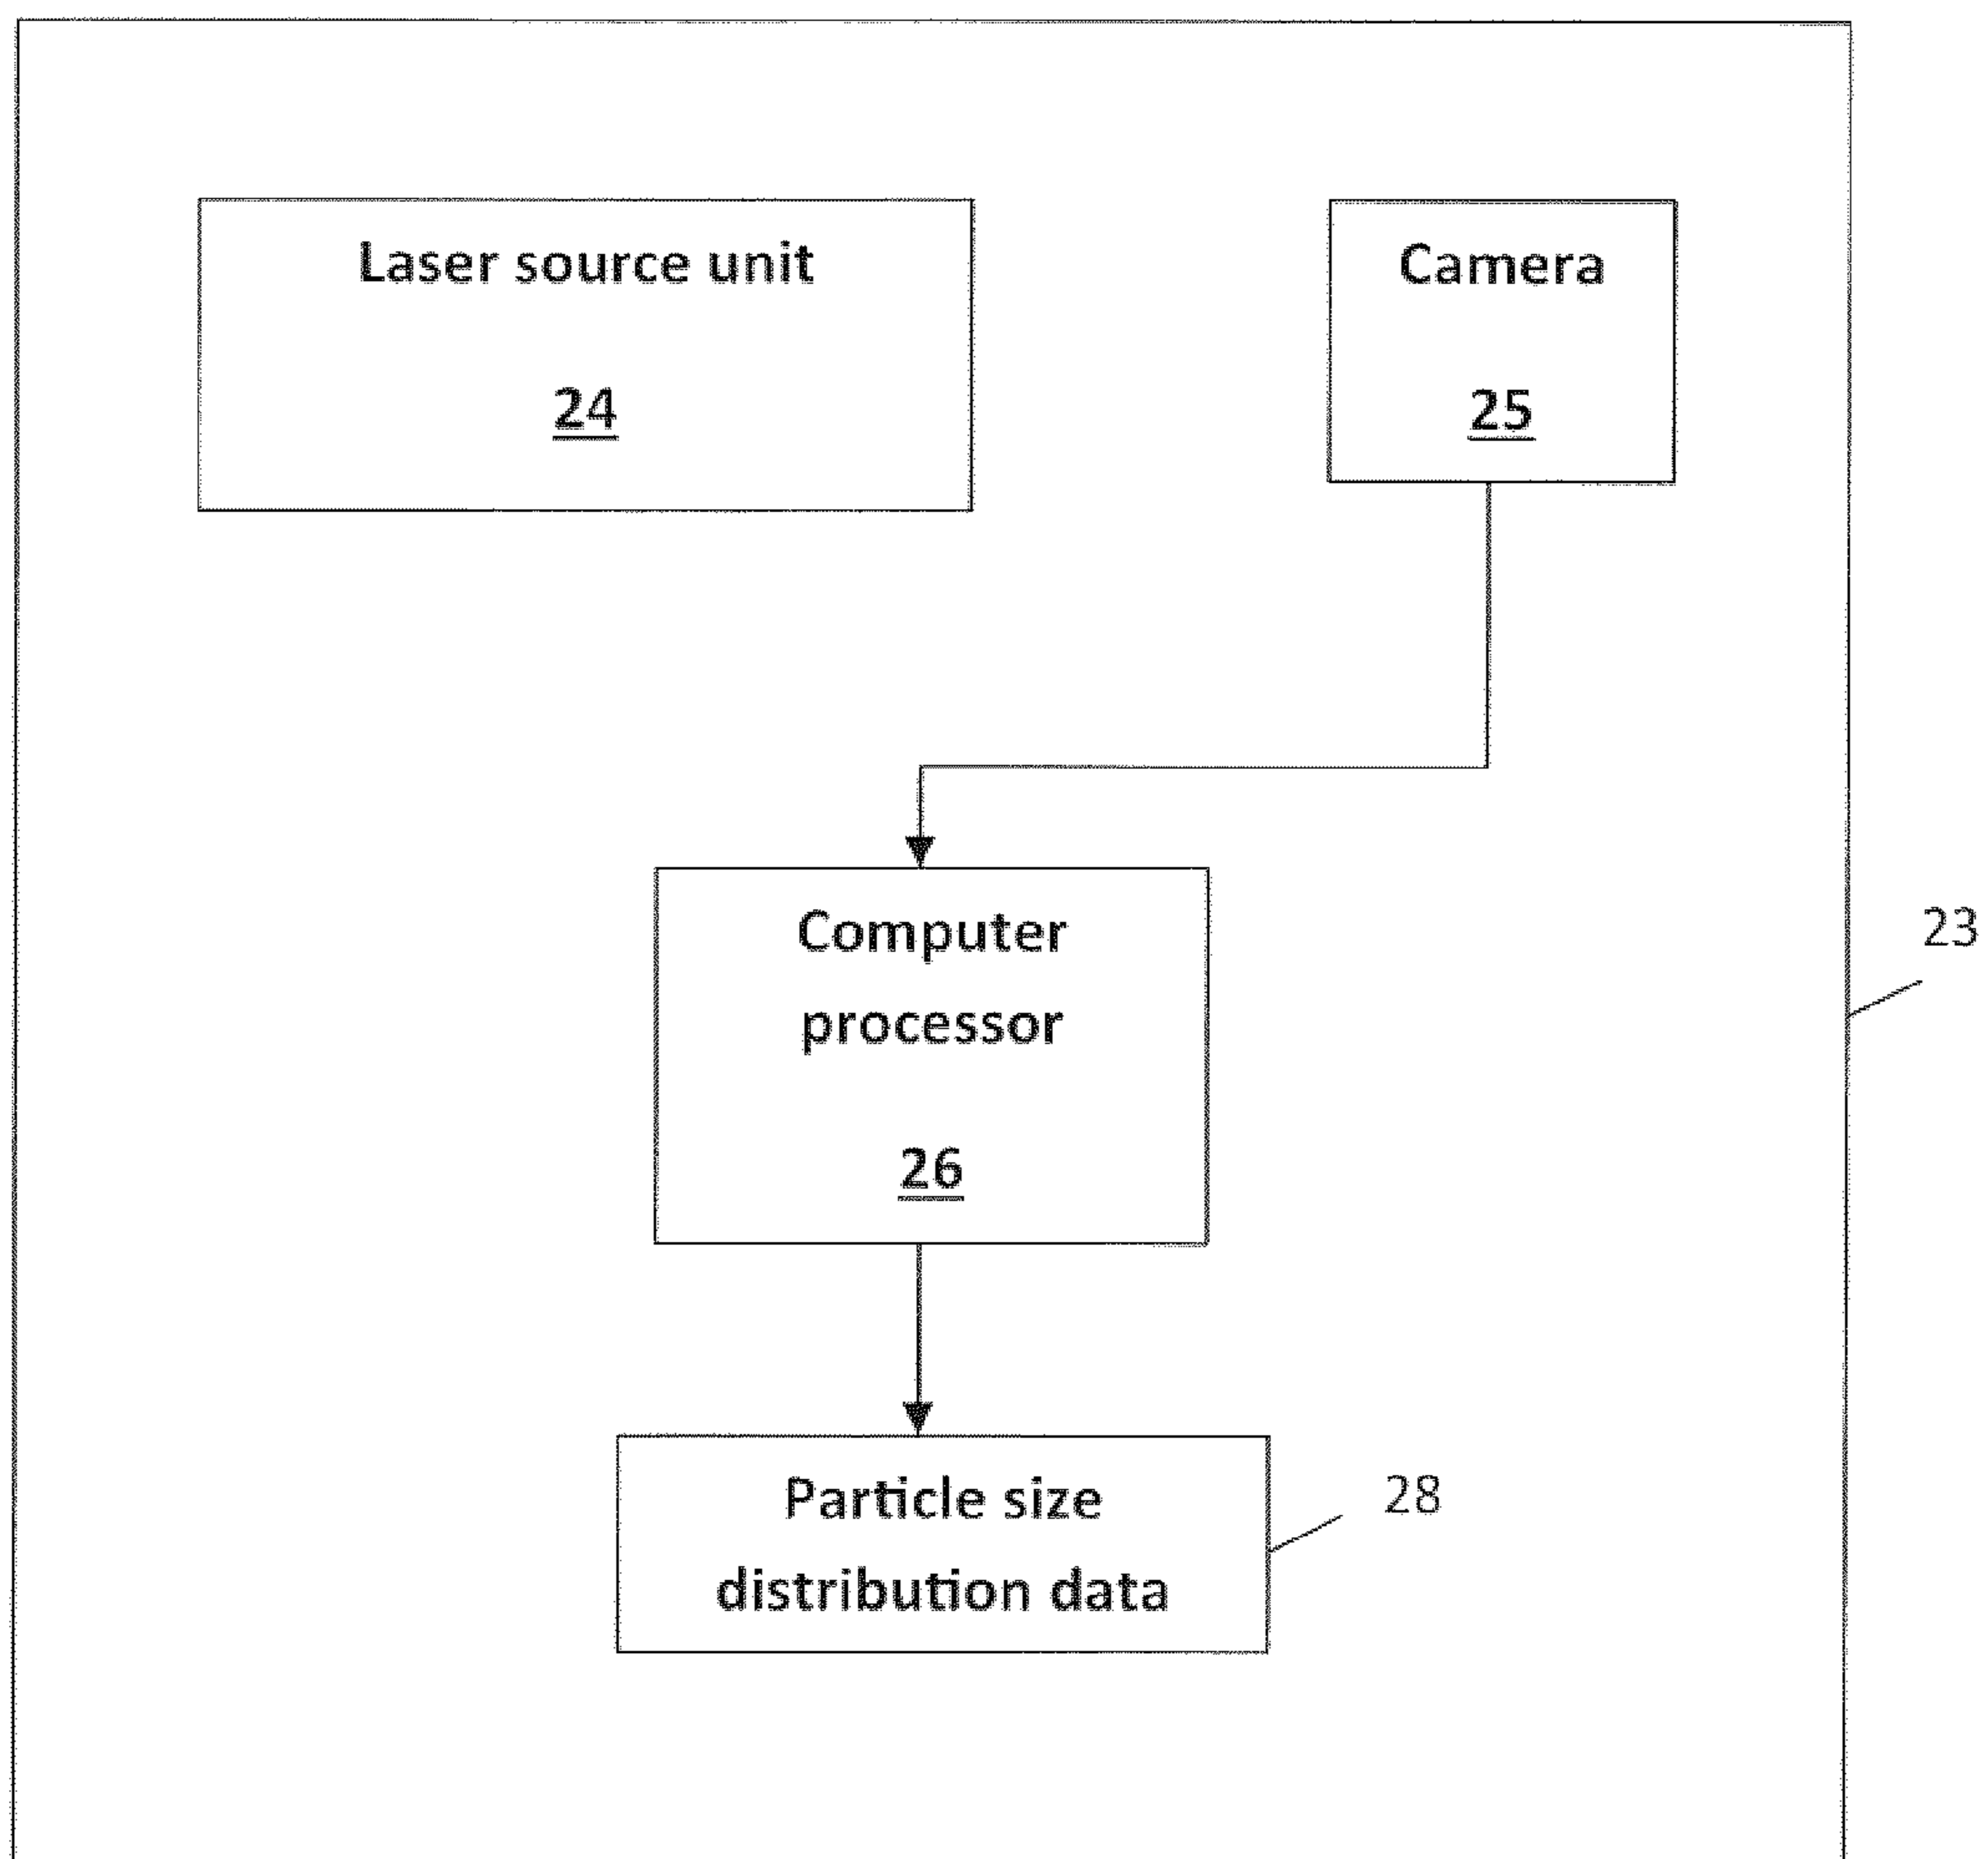 Laser source unit
24
Camera
25
Computer
processor
26
23
Particle size
distribution data
28